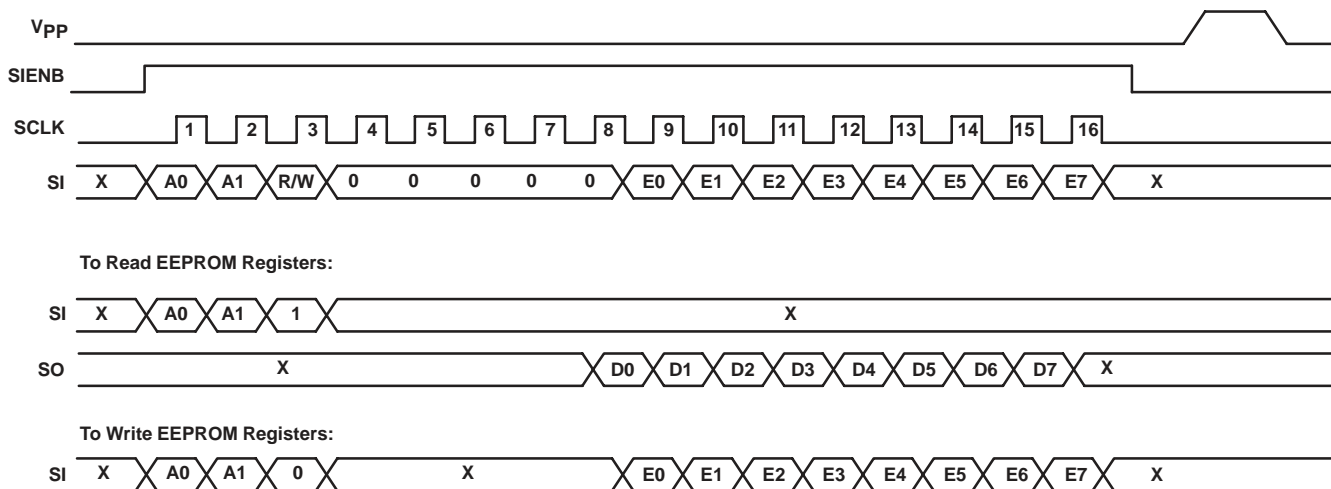 VPP
SIENB
SCLK 1 2 3 4 5 6 7 8 9 10 11 12 13 14 15 16
SI X A0 A1 R/W 0 0 0 0 0 E0 E1 E2 E3 E4 E5 E6 E7 X
To Read EEPROM Registers:
SI X A0 A1 1 X
SO X D0 D1 D2 D3 D4 D5 D6 D7 X
To Write EEPROM Registers:
SI X A0 A1 0 X E0 E1 E2 E3 E4 E5 E6 E7 X